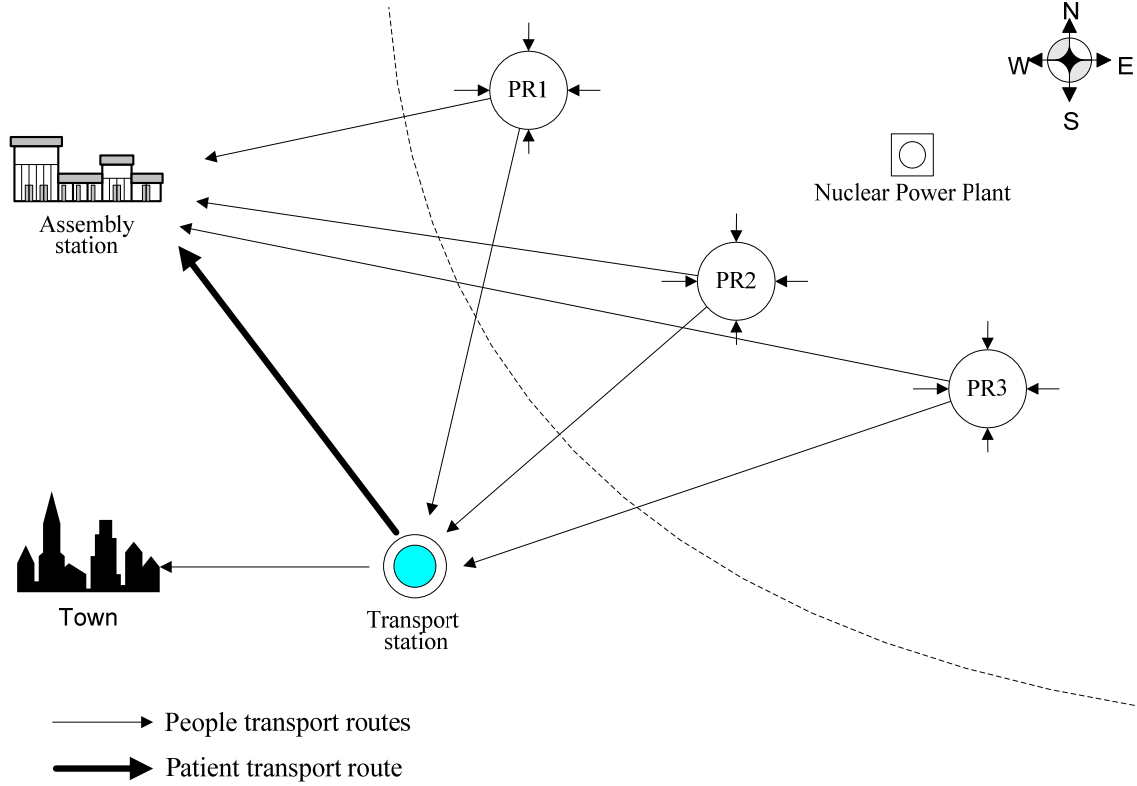 N
W
E
S
PR1
Nuclear Power Plant
Assembly
station
PR2
PR3
Town
Transport
station
People transport routes
Patient transport route